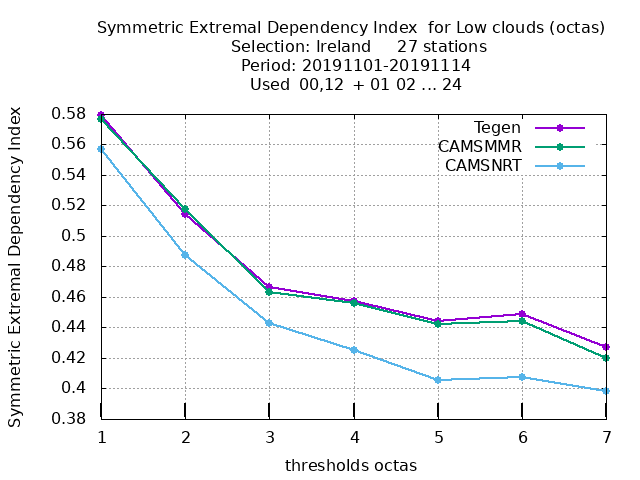 Symmetric Extremal Dependency Index  for Low clouds (octas)
Selection: Ireland     27 stations
Period: 20191101-20191114
Used  00,12  + 01 02 ... 24
Symmetric Extremal Dependency Index
0.58
0.56
0.54
0.52
0.5
0.48
0.46
0.44
0.42
0.4
0.38
Tegen
CAMSMMR
CAMSNRT
1 2 3 4 5 6 7
thresholds octas